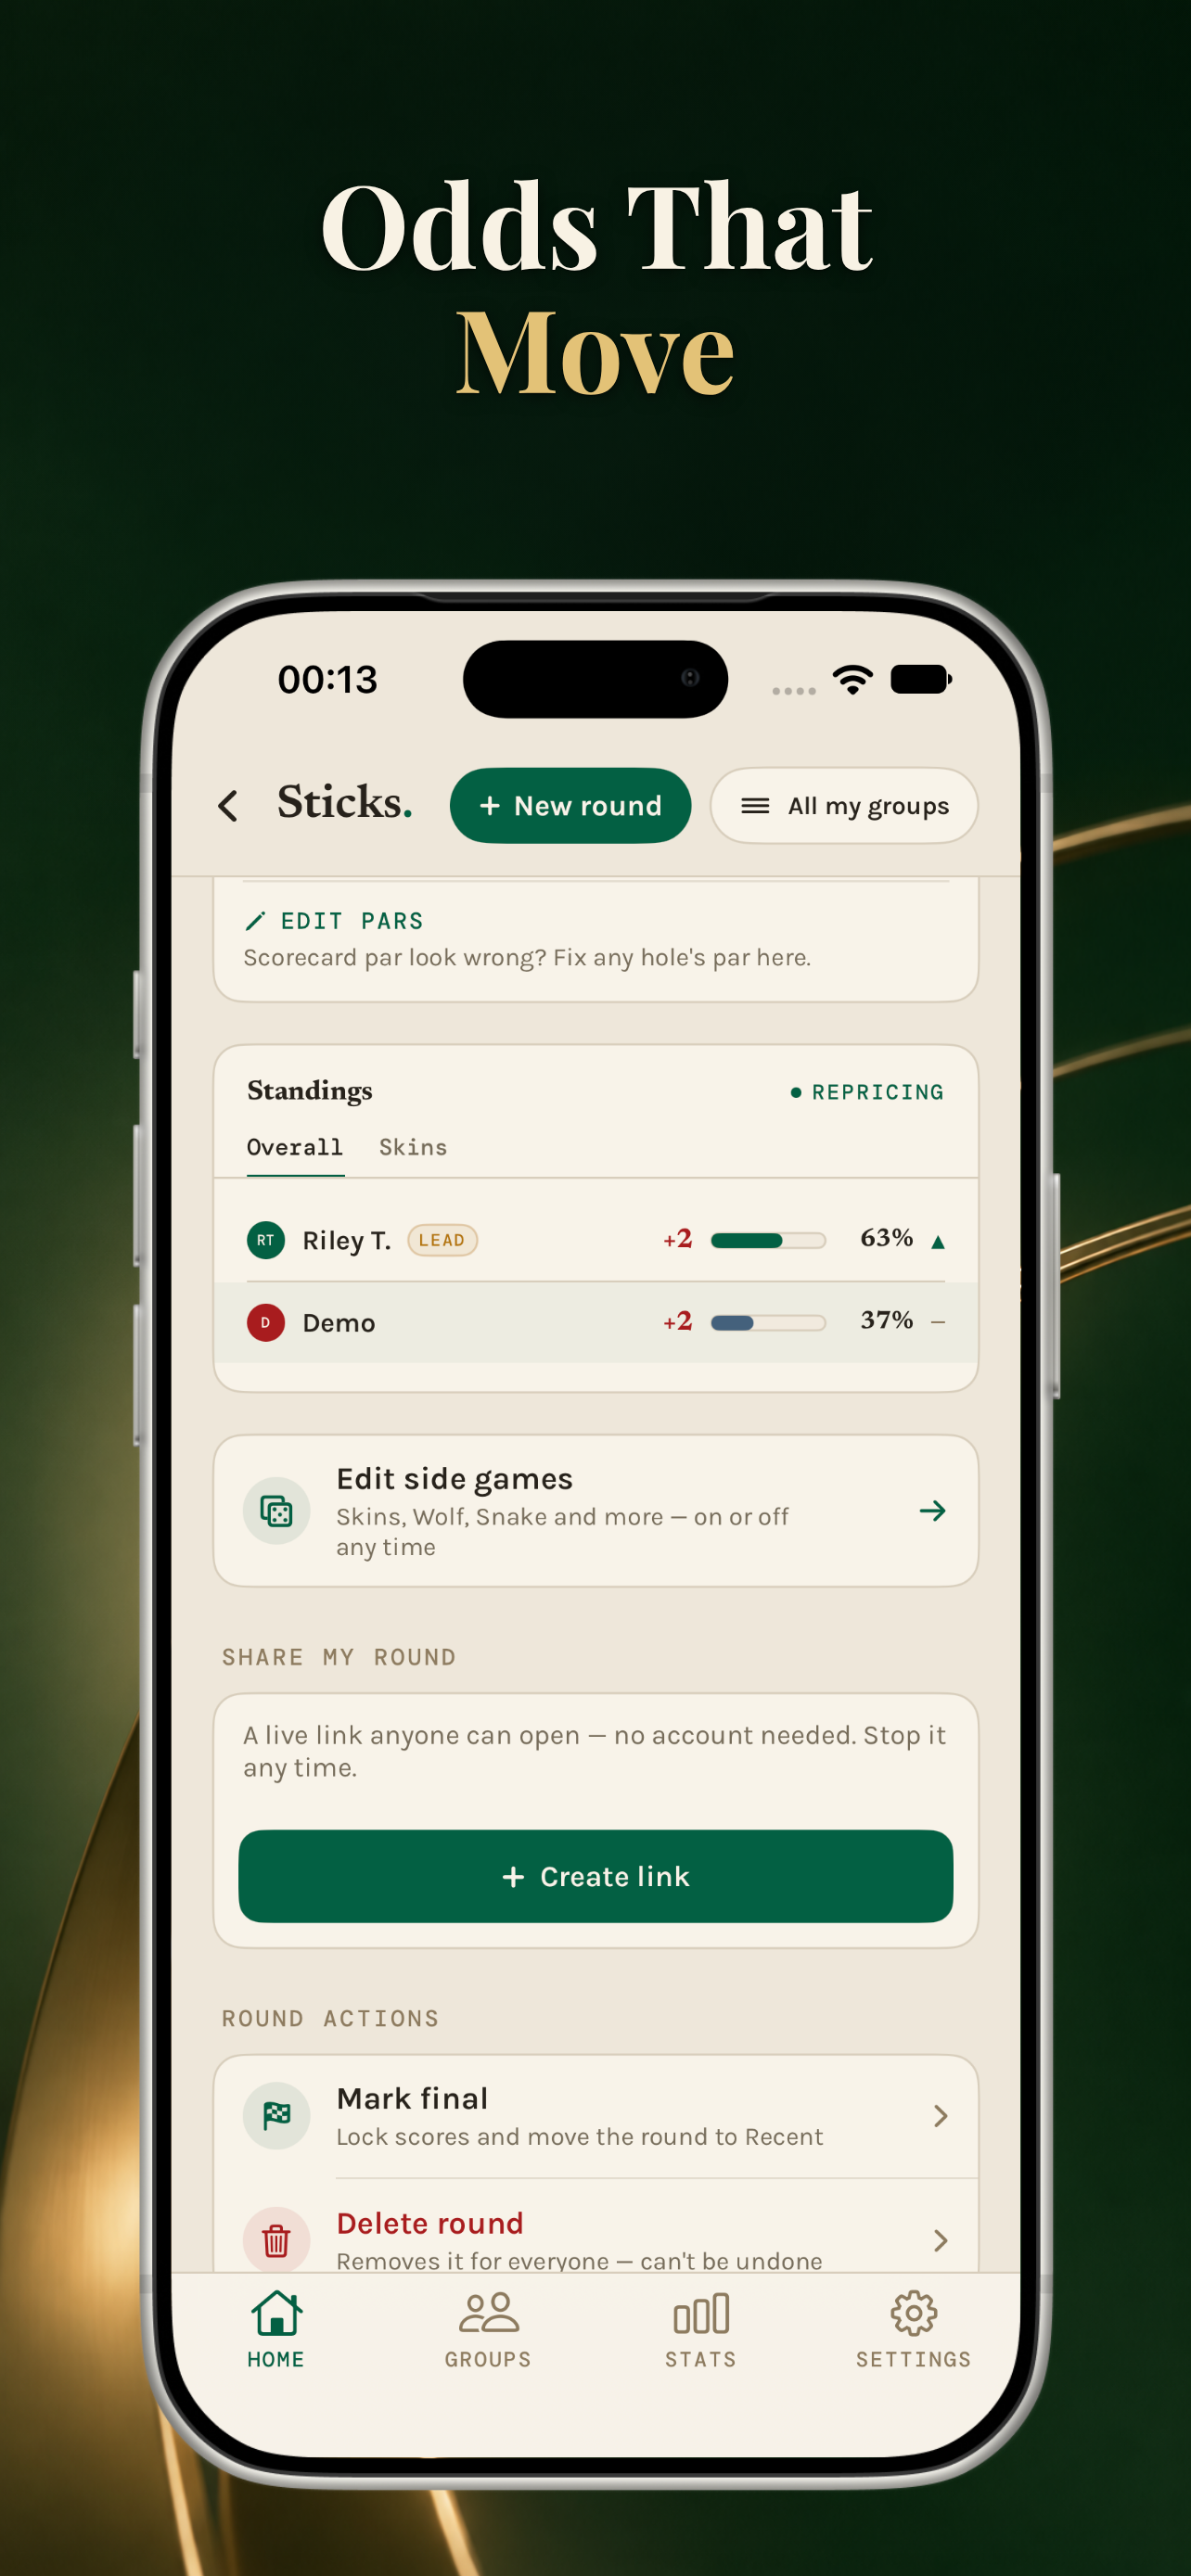 Odds That
Move
00:13
Sticks.
+ New round
All my groups
EDIT PARS
Scorecard par look wrong? Fix any hole's par here.
Standings
REPRICING
Overall
Skins
RT Riley T. LEAD +2 63% ▲
D Demo +2 37% –
Edit side games
Skins, Wolf, Snake and more — on or off
any time
SHARE MY ROUND
A live link anyone can open — no account needed. Stop it
any time.
+ Create link
ROUND ACTIONS
Mark final
Lock scores and move the round to Recent
Delete round
Removes it for everyone — can't be undone
HOME
GROUPS
STATS
SETTINGS